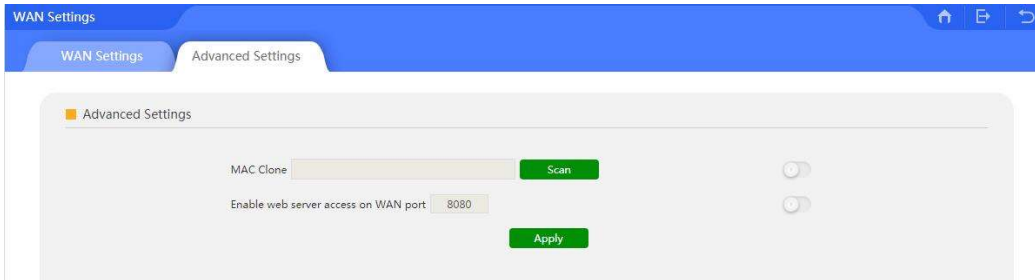 WAN Settings
WAN Settings Advanced Settings
Advanced Settings
MAC Clone Scan
Enable web server access on WAN port 8080
Apply